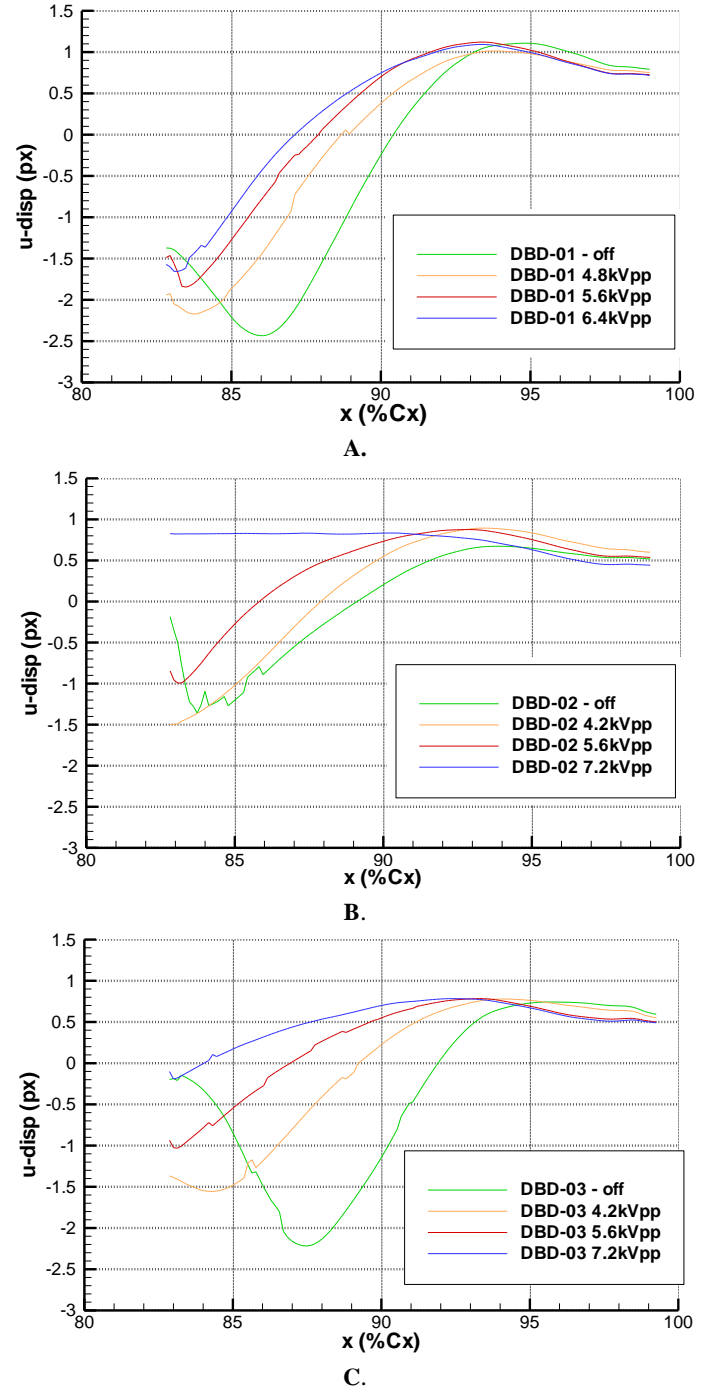 1.5
1
0.5
0
-0.5
-1
-1.5
-2
-2.5
-3
u-disp (px)
80 85 90 95 100
x (%Cx)
DBD-01 - off
DBD-01 4.8kVpp
DBD-01 5.6kVpp
DBD-01 6.4kVpp
A.
1.5
1
0.5
0
-0.5
-1
-1.5
-2
-2.5
-3
u-disp (px)
80 85 90 95 100
x (%Cx)
DBD-02 - off
DBD-02 4.2kVpp
DBD-02 5.6kVpp
DBD-02 7.2kVpp
B.
1.5
1
0.5
0
-0.5
-1
-1.5
-2
-2.5
-3
u-disp (px)
80 85 90 95 100
x (%Cx)
DBD-03 - off
DBD-03 4.2kVpp
DBD-03 5.6kVpp
DBD-03 7.2kVpp
C.